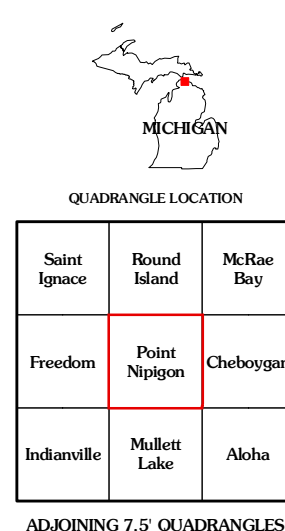 MICHIGAN
QUADRANGLE LOCATION
Saint Ignace
Round Island
McRae Bay
Freedom
Point Nipigon
Cheboygan
Indianville
Mullett Lake
Aloha
ADJOINING 7.5' QUADRANGLES